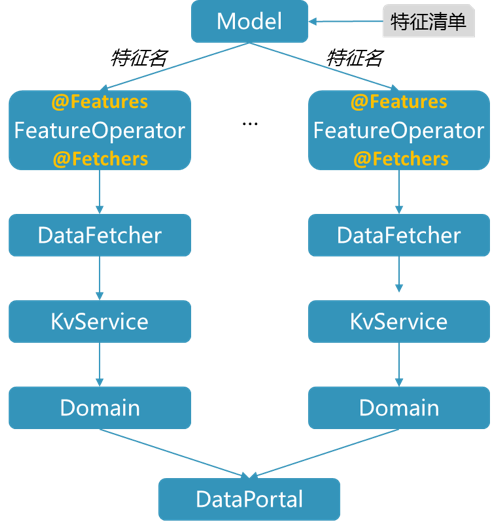 Model
特征清单
特征名
特征名
@Features
FeatureOperator
@Fetchers
...
@Features
FeatureOperator
@Fetchers
DataFetcher
DataFetcher
KvService
KvService
Domain
Domain
DataPortal